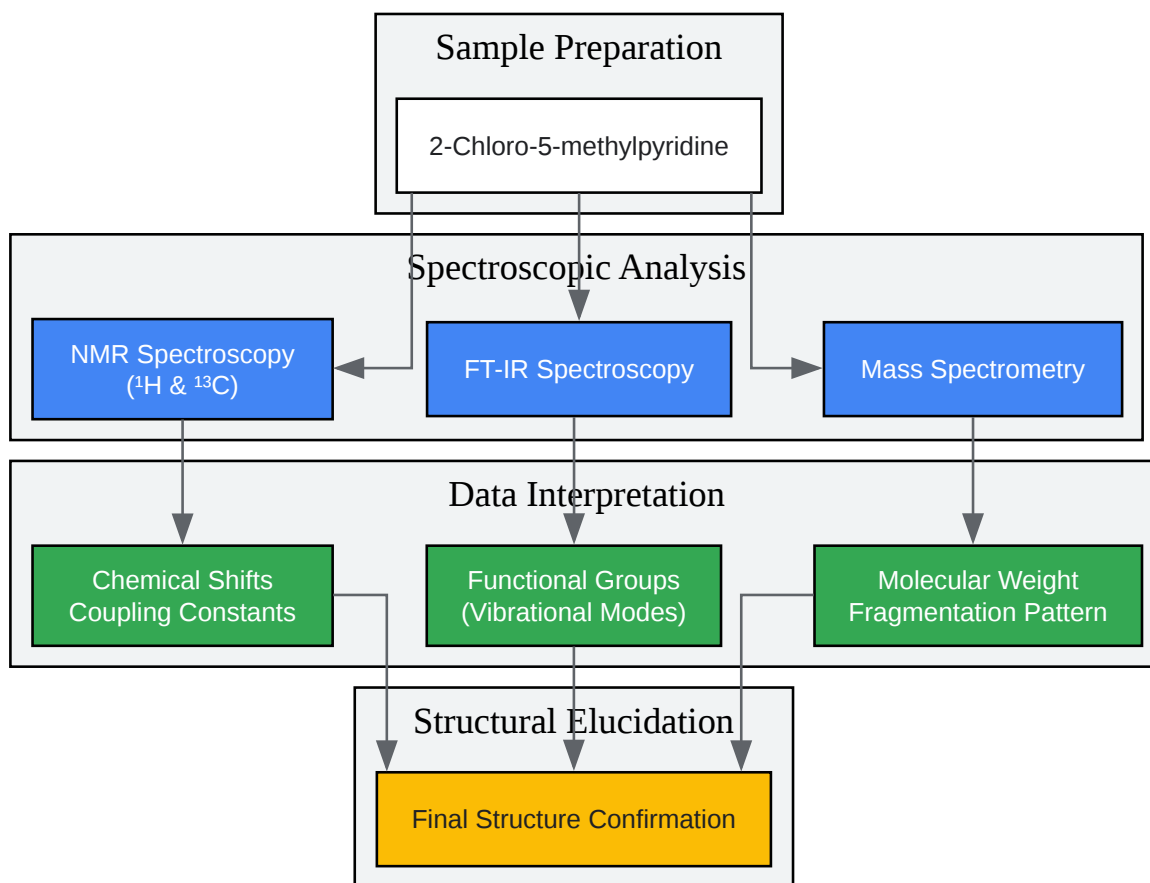 Sample Preparation
2-Chloro-5-methylpyridine
Spectroscopic Analysis
NMR Spectroscopy
(¹H & ¹³C)
FT-IR Spectroscopy
Mass Spectrometry
Data Interpretation
Chemical Shifts
Coupling Constants
Functional Groups
(Vibrational Modes)
Molecular Weight
Fragmentation Pattern
Structural Elucidation
Final Structure Confirmation